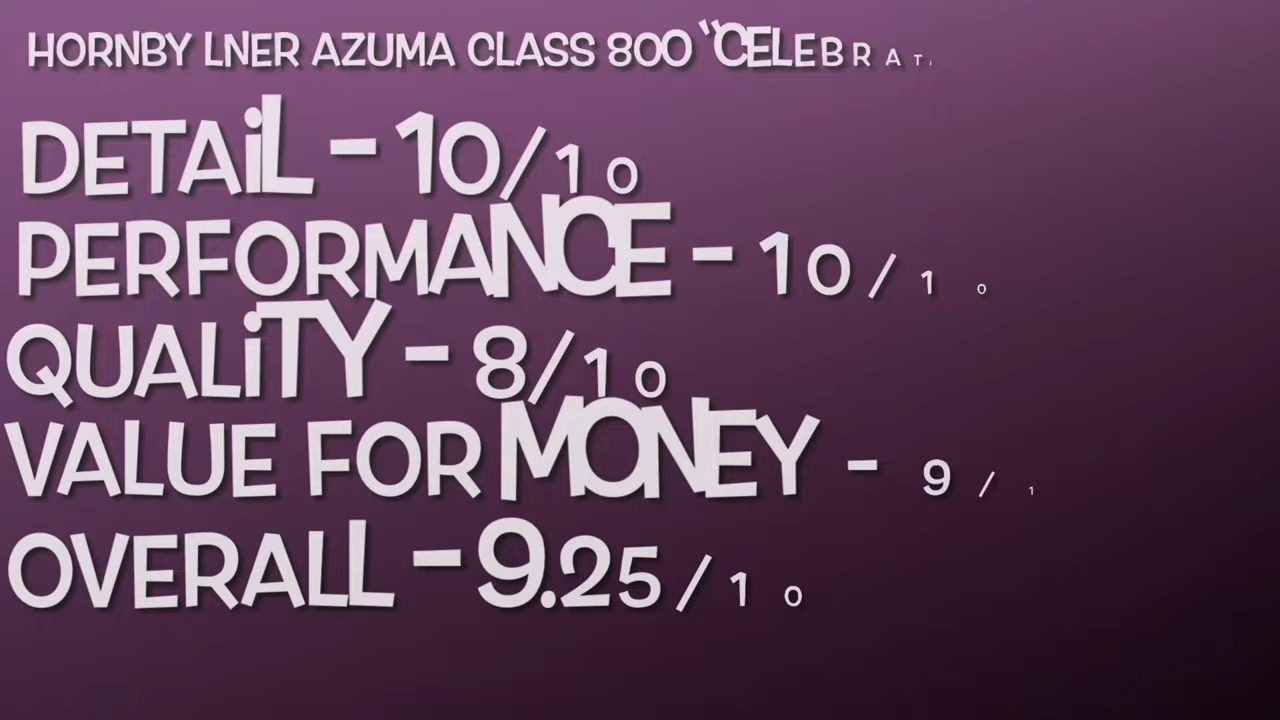 HORNBY LNER AZUMA CLASS 800 "CELEBRAT
DETAiL - 10/10
PERFORMANCE - 10/10
QUALiTY - 8/10
VALUE FOR MONEY - 9/1
OVERALL - 9.25/10